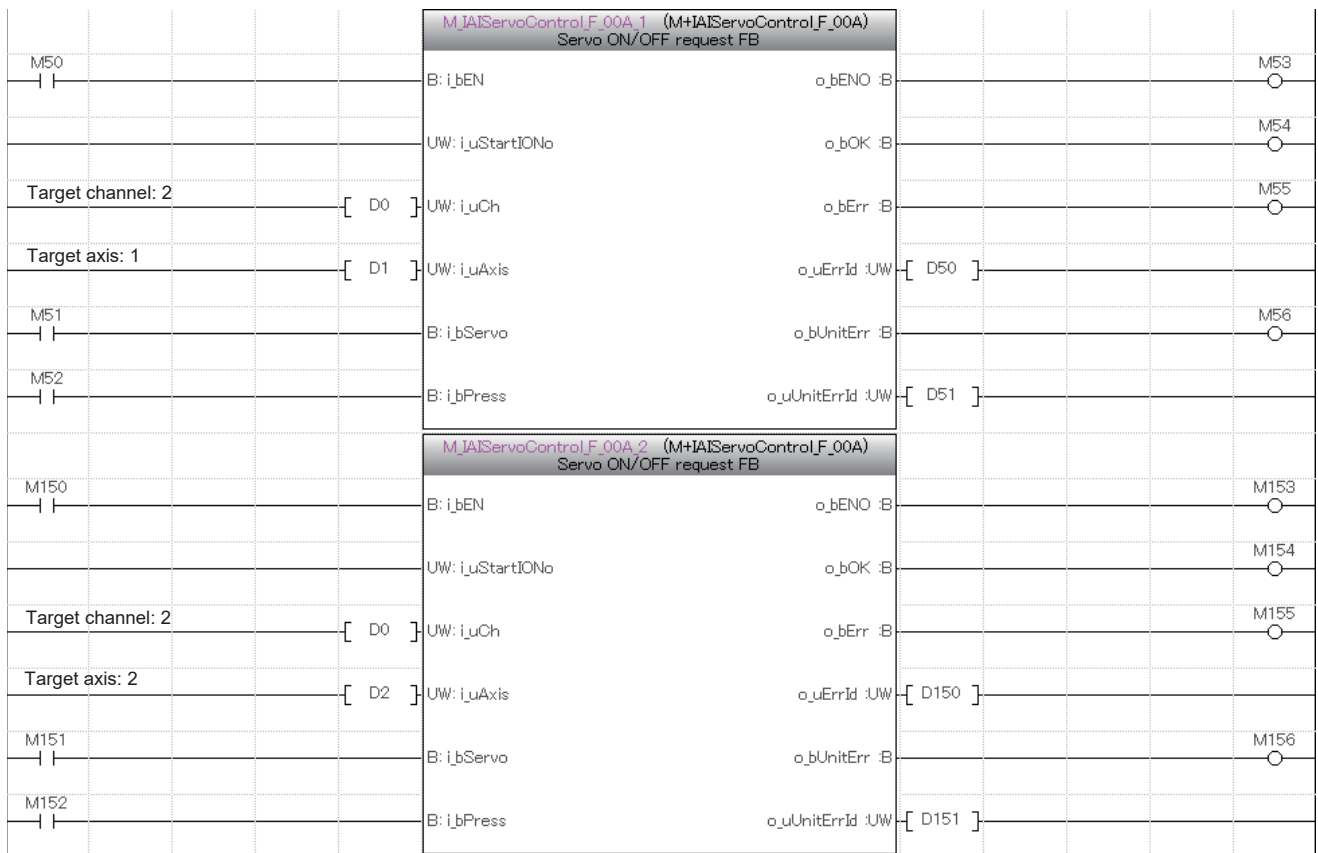 M_IAIServoControl_F_00A_1 (M+IAIServoControl_F_00A)
Servo ON/OFF request FB
M50 B: i_bEN o_bENO :B M53
UW: i_uStartIONo o_bOK :B M54
Target channel: 2 D0 UW: i_uCh o_bErr :B M55
Target axis: 1 D1 UW: i_uAxis o_uErrId :UW D50
M51 B: i_bServo o_bUnitErr :B M56
M52 B: i_bPress o_uUnitErrId :UW D51
M_IAIServoControl_F_00A_2 (M+IAIServoControl_F_00A)
Servo ON/OFF request FB
M150 B: i_bEN o_bENO :B M153
UW: i_uStartIONo o_bOK :B M154
Target channel: 2 D0 UW: i_uCh o_bErr :B M155
Target axis: 2 D2 UW: i_uAxis o_uErrId :UW D150
M151 B: i_bServo o_bUnitErr :B M156
M152 B: i_bPress o_uUnitErrId :UW D151